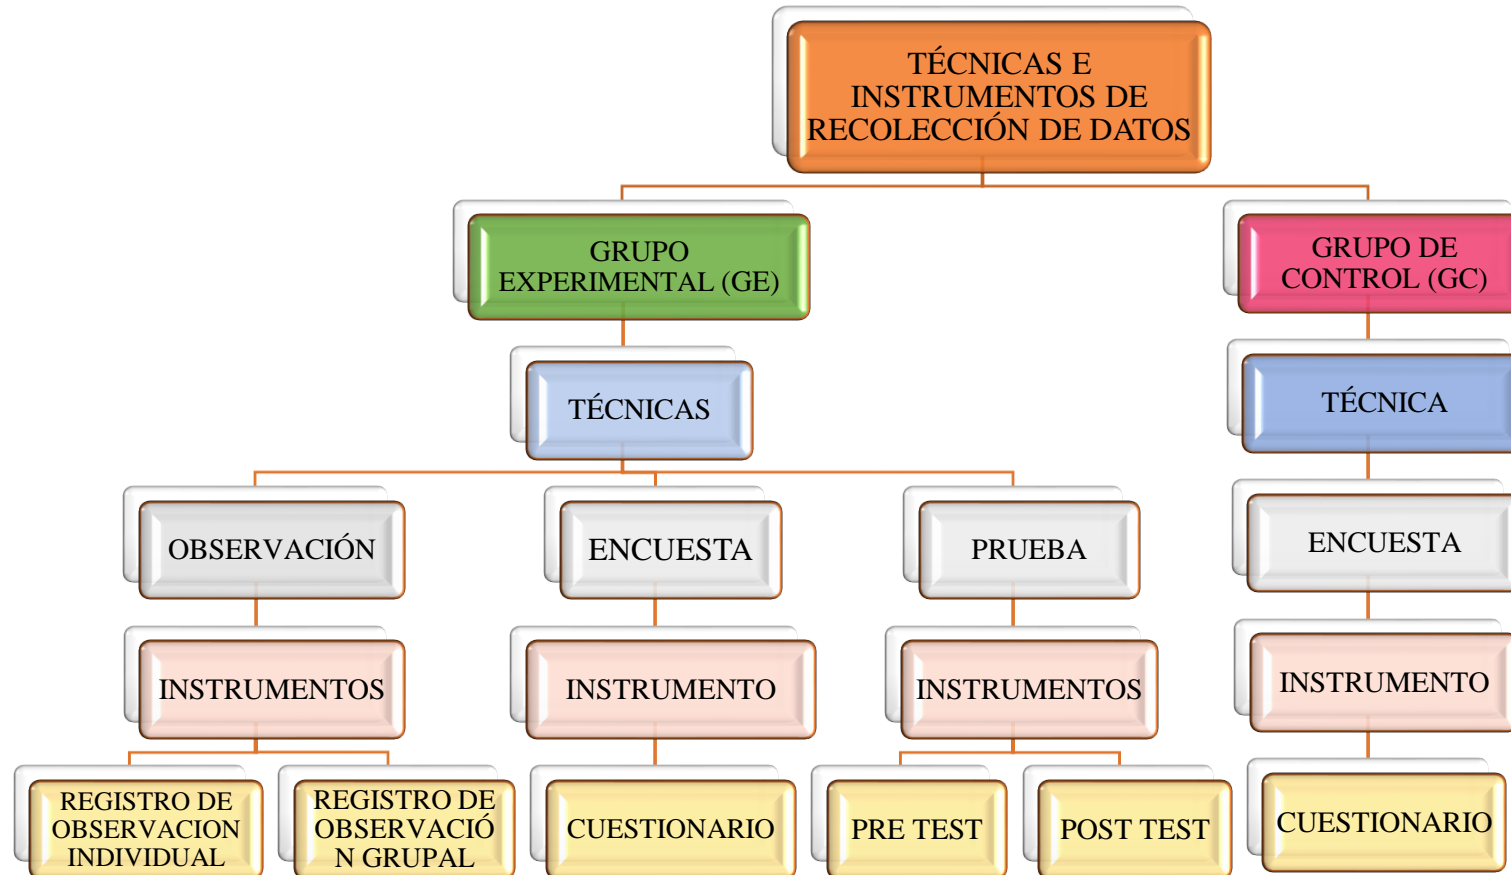 TÉCNICAS E
INSTRUMENTOS DE
RECOLECCIÓN DE DATOS
GRUPO
EXPERIMENTAL (GE)
GRUPO DE
CONTROL (GC)
TÉCNICAS
TÉCNICA
OBSERVACIÓN
ENCUESTA
PRUEBA
ENCUESTA
INSTRUMENTOS
INSTRUMENTO
INSTRUMENTOS
INSTRUMENTO
REGISTRO DE
OBSERVACION
INDIVIDUAL
REGISTRO DE
OBSERVACIÓ
N GRUPAL
CUESTIONARIO
PRE TEST
POST TEST
CUESTIONARIO